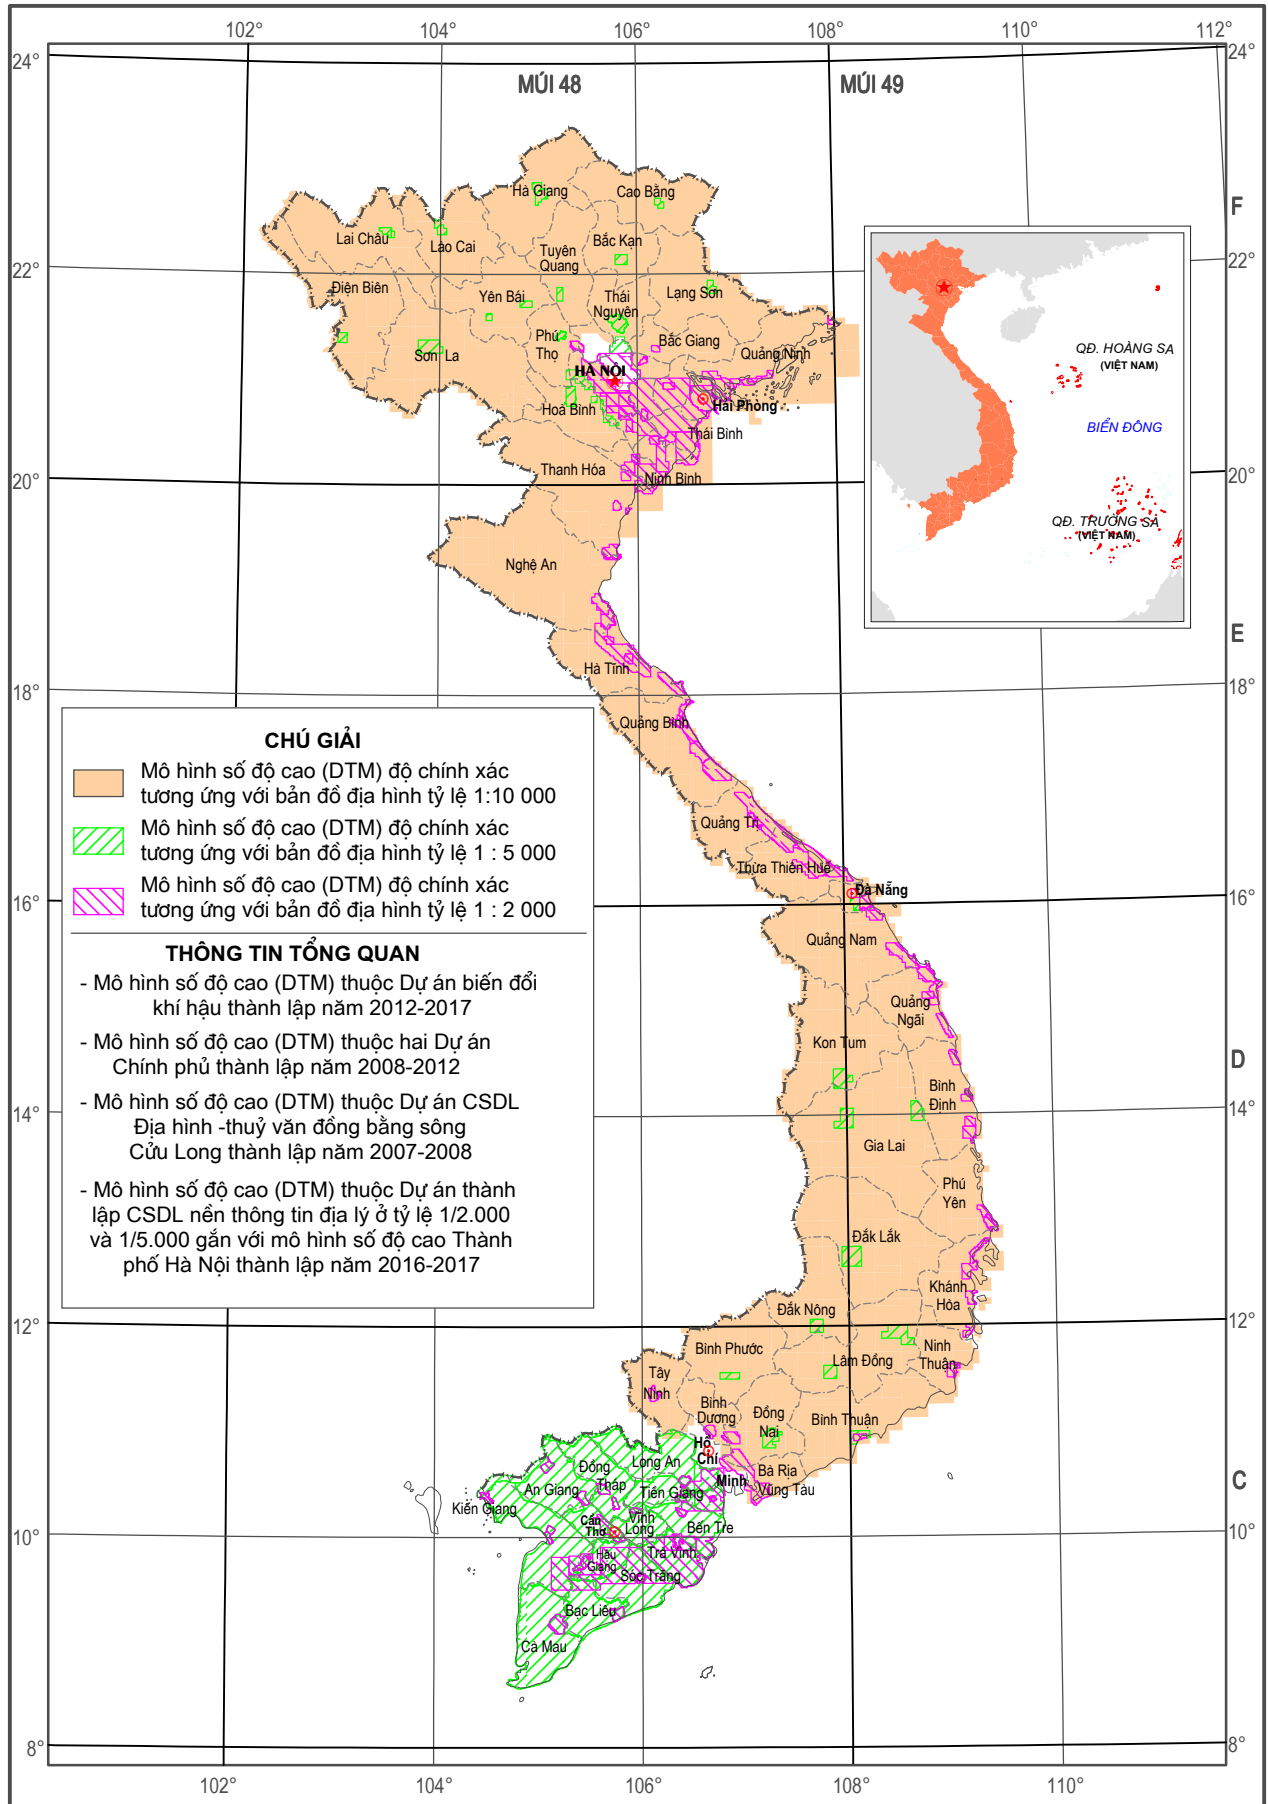 102°
104°
106°
108°
110°
112°
24°
24°
MÚI 48
MÚI 49
F
Hà Giang
Cao Bằng
Lai Châu
Lào Cai
Bắc Kạn
Tuyên
Quang
22°
22°
Điện Biên
Yên Bái
Thái
Nguyên
Lạng Sơn
Phú
Thọ
Bắc Giang
Sơn La
Quảng Ninh
HÀ NỘI
Hoà Bình
Hải Phòng
Thái Bình
Thanh Hóa
Ninh Bình
20°
20°
QĐ. HOÀNG SA
(VIỆT NAM)
BIỂN ĐÔNG
QĐ. TRƯỜNG SA
(VIỆT NAM)
Nghệ An
E
Hà Tĩnh
18°
18°
Quảng Bình
CHÚ GIẢI
Mô hình số độ cao (DTM) độ chính xác
tương ứng với bản đồ địa hình tỷ lệ 1:10 000
Mô hình số độ cao (DTM) độ chính xác
tương ứng với bản đồ địa hình tỷ lệ 1 : 5 000
Mô hình số độ cao (DTM) độ chính xác
tương ứng với bản đồ địa hình tỷ lệ 1 : 2 000
THÔNG TIN TỔNG QUAN
- Mô hình số độ cao (DTM) thuộc Dự án biến đổi
khí hậu thành lập năm 2012-2017
- Mô hình số độ cao (DTM) thuộc hai Dự án
Chính phủ thành lập năm 2008-2012
- Mô hình số độ cao (DTM) thuộc Dự án CSDL
Địa hình -thuỷ văn đồng bằng sông
Cửu Long thành lập năm 2007-2008
- Mô hình số độ cao (DTM) thuộc Dự án thành
lập CSDL nền thông tin địa lý ở tỷ lệ 1/2.000
và 1/5.000 gắn với mô hình số độ cao Thành
phố Hà Nội thành lập năm 2016-2017
Quảng Trị
Thừa Thiên Huế
Đà Nẵng
16°
16°
Quảng Nam
Quảng
Ngãi
Kon Tum
D
Bình
Định
14°
14°
Gia Lai
Phú
Yên
Đắk Lắk
Khánh
Hòa
Đắk Nông
12°
12°
Bình Phước
Ninh
Thuận
Lâm Đồng
Tây
Ninh
Bình
Dương
Đồng
Nai
Bình Thuận
Hồ
Chí
Minh
Long An
Đồng
Tháp
Bà Rịa
Vũng Tàu
C
An Giang
Tiền Giang
Kiên Giang
Cần
Thơ
Vĩnh
Long
Bến Tre
10°
10°
Hậu
Giang
Trà Vinh
Sóc Trăng
Bạc Liêu
Cà Mau
8°
8°
102°
104°
106°
108°
110°